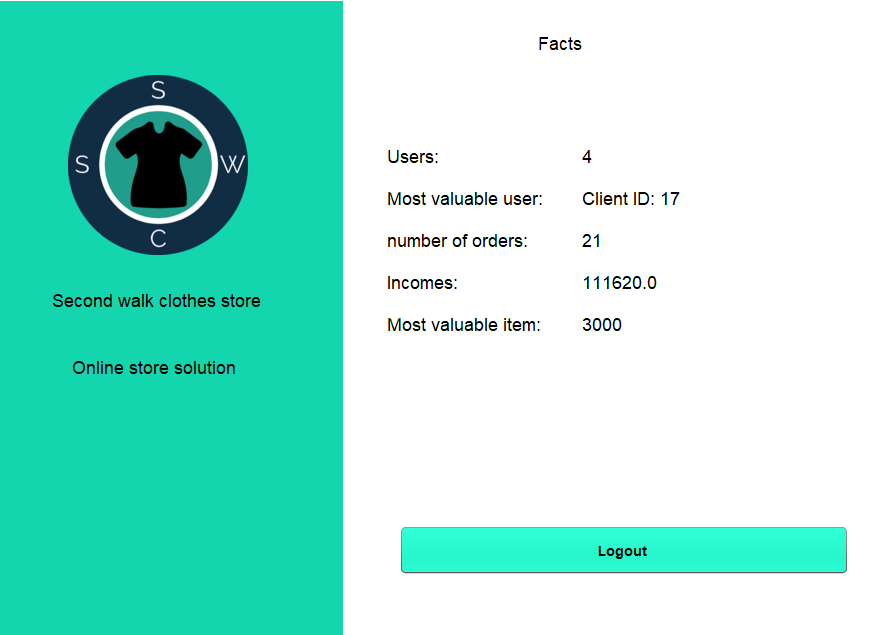 S
S W
C
Second walk clothes store
Online store solution
Facts
Users: 4
Most valuable user: Client ID: 17
number of orders: 21
Incomes: 111620.0
Most valuable item: 3000
Logout